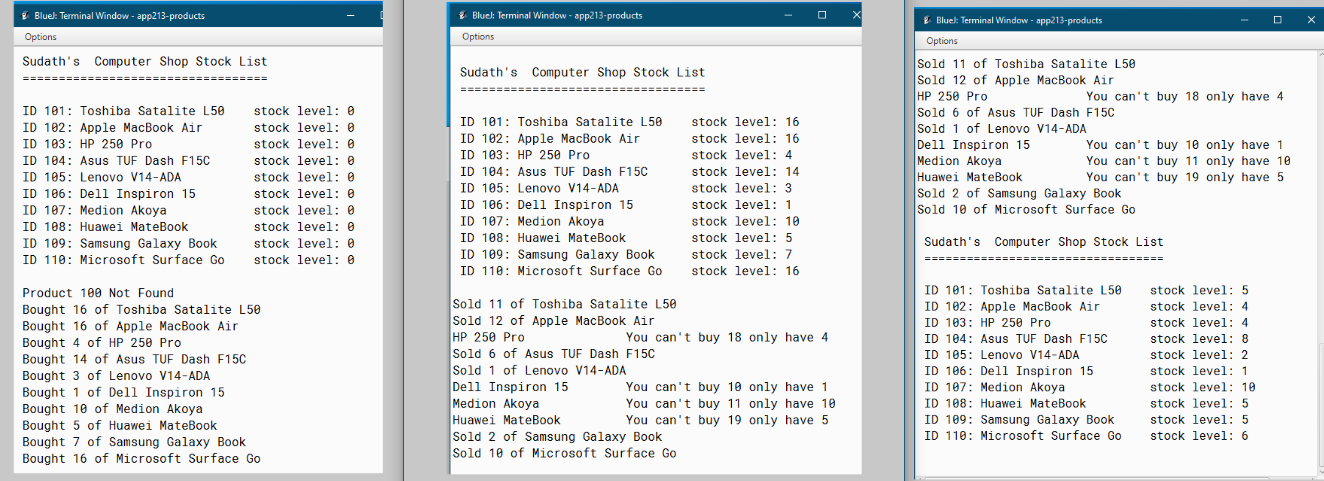 BlueJ: Terminal Window - app213-products
Options
Sudath's  Computer Shop Stock List
==================================
ID 101: Toshiba Satalite L50    stock level: 0
ID 102: Apple MacBook Air       stock level: 0
ID 103: HP 250 Pro              stock level: 0
ID 104: Asus TUF Dash F15C      stock level: 0
ID 105: Lenovo V14-ADA          stock level: 0
ID 106: Dell Inspiron 15        stock level: 0
ID 107: Medion Akoya            stock level: 0
ID 108: Huawei MateBook         stock level: 0
ID 109: Samsung Galaxy Book     stock level: 0
ID 110: Microsoft Surface Go    stock level: 0
Product 100 Not Found
Bought 16 of Toshiba Satalite L50
Bought 16 of Apple MacBook Air
Bought 4 of HP 250 Pro
Bought 14 of Asus TUF Dash F15C
Bought 3 of Lenovo V14-ADA
Bought 1 of Dell Inspiron 15
Bought 10 of Medion Akoya
Bought 5 of Huawei MateBook
Bought 7 of Samsung Galaxy Book
Bought 16 of Microsoft Surface Go
BlueJ: Terminal Window - app213-products
Options
Sudath's  Computer Shop Stock List
==================================
ID 101: Toshiba Satalite L50    stock level: 16
ID 102: Apple MacBook Air       stock level: 16
ID 103: HP 250 Pro              stock level: 4
ID 104: Asus TUF Dash F15C      stock level: 14
ID 105: Lenovo V14-ADA          stock level: 3
ID 106: Dell Inspiron 15        stock level: 1
ID 107: Medion Akoya            stock level: 10
ID 108: Huawei MateBook         stock level: 5
ID 109: Samsung Galaxy Book     stock level: 7
ID 110: Microsoft Surface Go    stock level: 16
Sold 11 of Toshiba Satalite L50
Sold 12 of Apple MacBook Air
HP 250 Pro              You can't buy 18 only have 4
Sold 6 of Asus TUF Dash F15C
Sold 1 of Lenovo V14-ADA
Dell Inspiron 15        You can't buy 10 only have 1
Medion Akoya            You can't buy 11 only have 10
Huawei MateBook         You can't buy 19 only have 5
Sold 2 of Samsung Galaxy Book
Sold 10 of Microsoft Surface Go
BlueJ: Terminal Window - app213-products
Options
Sold 11 of Toshiba Satalite L50
Sold 12 of Apple MacBook Air
HP 250 Pro              You can't buy 18 only have 4
Sold 6 of Asus TUF Dash F15C
Sold 1 of Lenovo V14-ADA
Dell Inspiron 15        You can't buy 10 only have 1
Medion Akoya            You can't buy 11 only have 10
Huawei MateBook         You can't buy 19 only have 5
Sold 2 of Samsung Galaxy Book
Sold 10 of Microsoft Surface Go
Sudath's  Computer Shop Stock List
==================================
ID 101: Toshiba Satalite L50    stock level: 5
ID 102: Apple MacBook Air       stock level: 4
ID 103: HP 250 Pro              stock level: 4
ID 104: Asus TUF Dash F15C      stock level: 8
ID 105: Lenovo V14-ADA          stock level: 2
ID 106: Dell Inspiron 15        stock level: 1
ID 107: Medion Akoya            stock level: 10
ID 108: Huawei MateBook         stock level: 5
ID 109: Samsung Galaxy Book     stock level: 5
ID 110: Microsoft Surface Go    stock level: 6